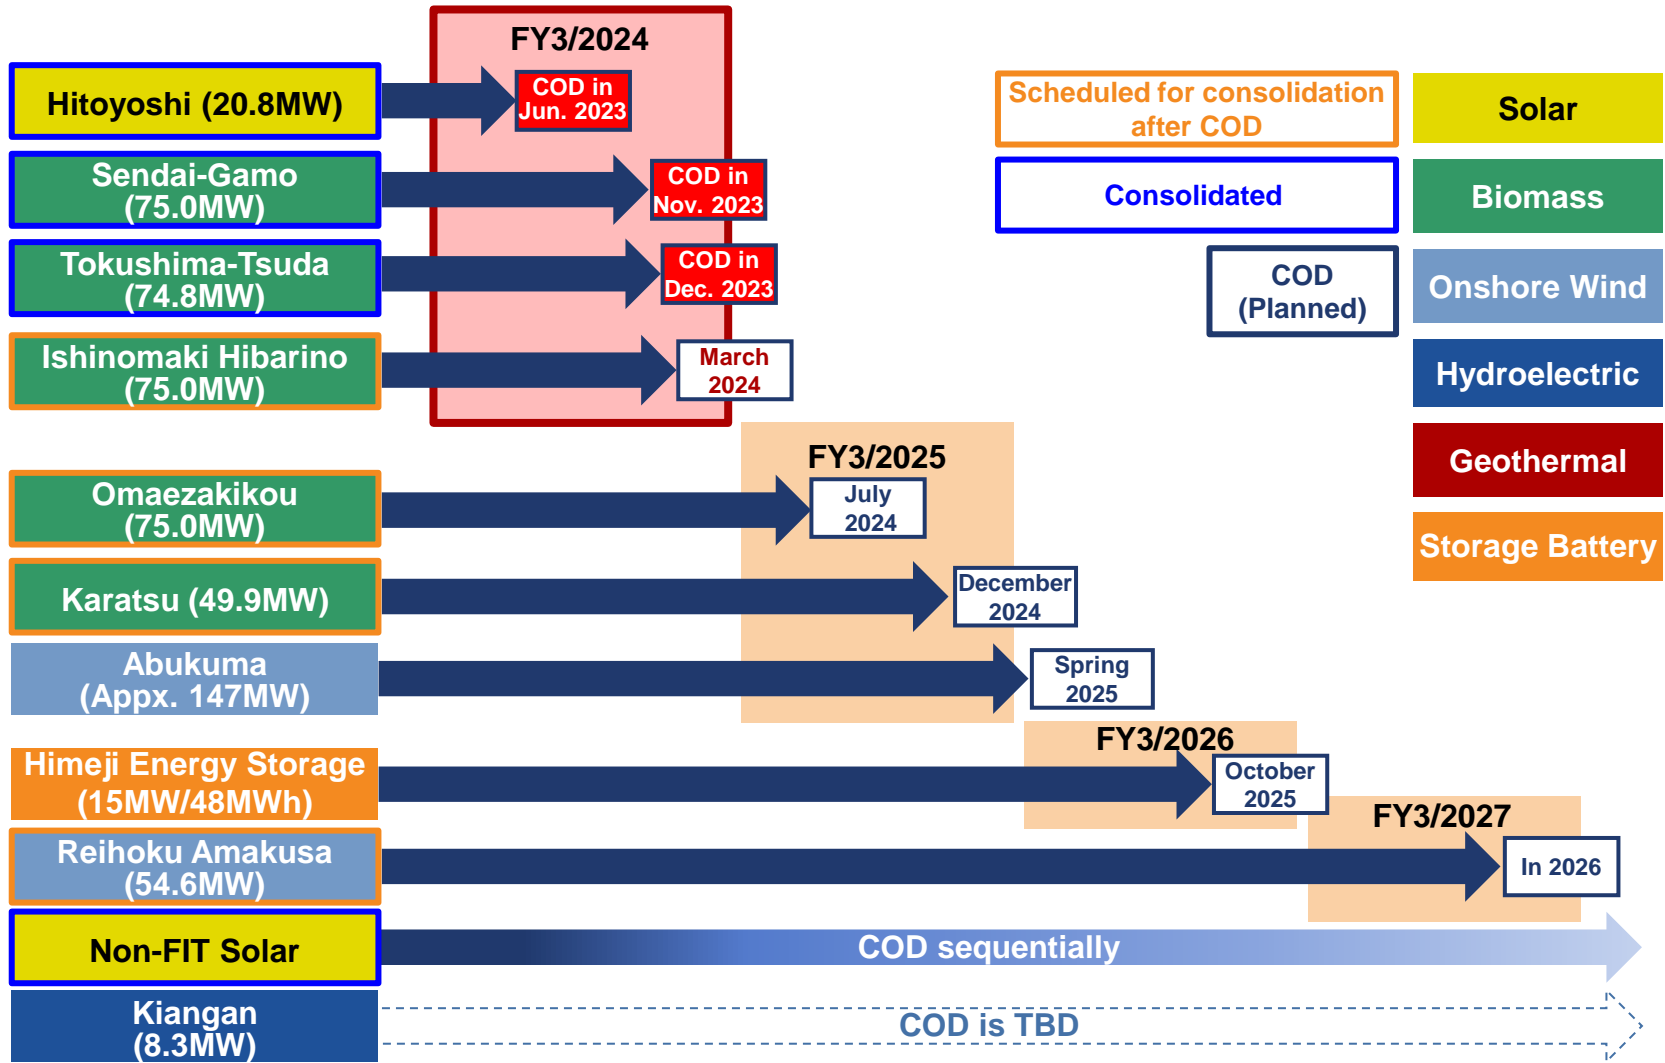 FY3/2024
Hitoyoshi (20.8MW)
COD in
Jun. 2023
Sendai-Gamo
(75.0MW)
COD in
Nov. 2023
Tokushima-Tsuda
(74.8MW)
COD in
Dec. 2023
Ishinomaki Hibarino
(75.0MW)
March
2024
Scheduled for consolidation
after COD
Consolidated
COD
(Planned)
Solar
Biomass
Onshore Wind
Hydroelectric
Geothermal
Storage Battery
FY3/2025
Omaezakikou
(75.0MW)
July
2024
Karatsu (49.9MW)
December
2024
Abukuma
(Appx. 147MW)
Spring
2025
FY3/2026
Himeji Energy Storage
(15MW/48MWh)
October
2025
FY3/2027
Reihoku Amakusa
(54.6MW)
In 2026
Non-FIT Solar
COD sequentially
Kiangan
(8.3MW)
COD is TBD